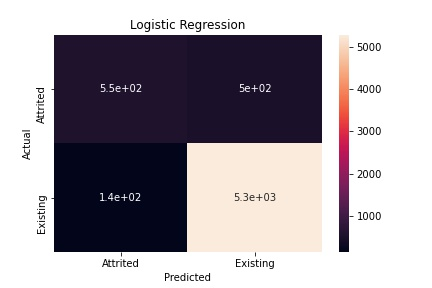 Logistic Regression
Actual
Attrited
Existing
5.5e+02 5e+02
1.4e+02 5.3e+03
Attrited Existing
Predicted
5000
4000
3000
2000
1000